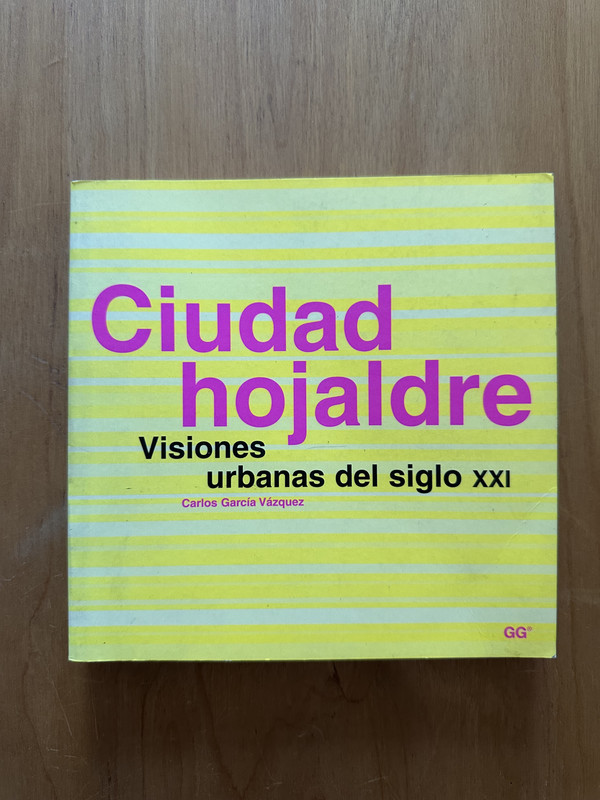 Ciudad
hojaldre
Visiones
urbanas del siglo XXI
Carlos García Vázquez
GG®